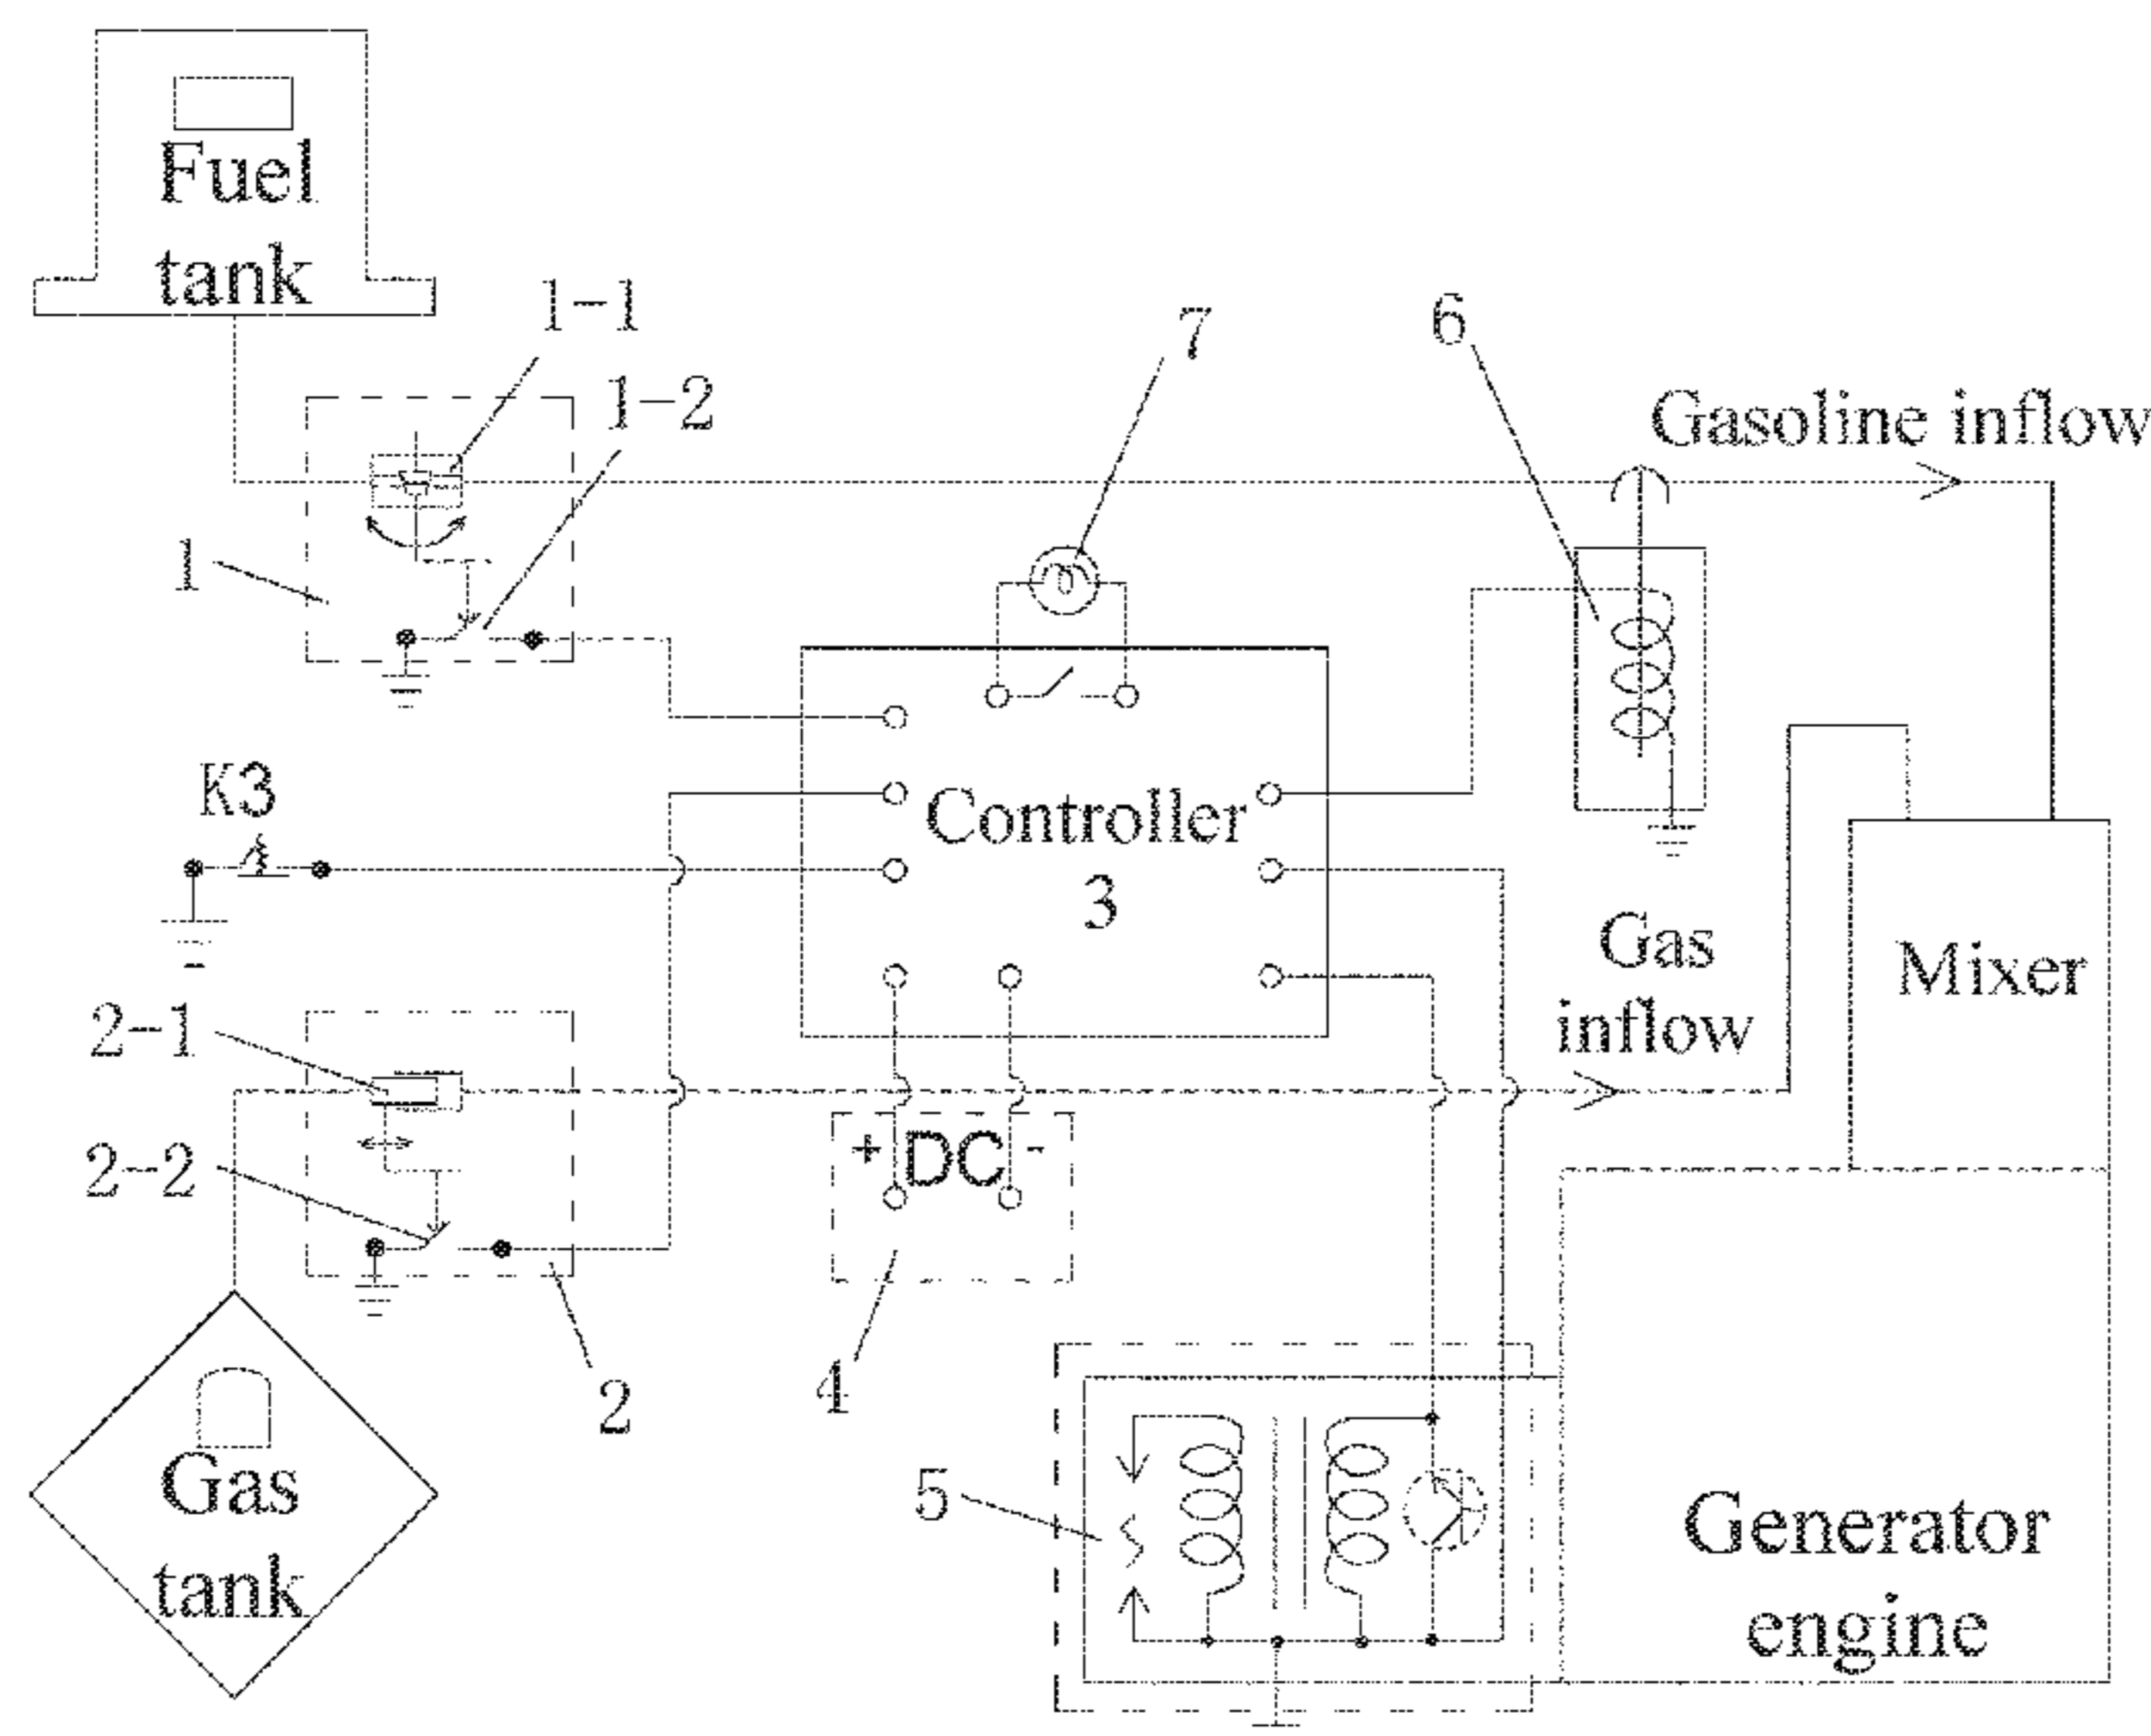 Fuel
tank
1-1
1-2
7
6
Gasoline inflow
1
K3
Controller
3
Gas
inflow
Mixer
2-1
2-2
+ DC -
2
4
Gas
tank
5
Generator
engine